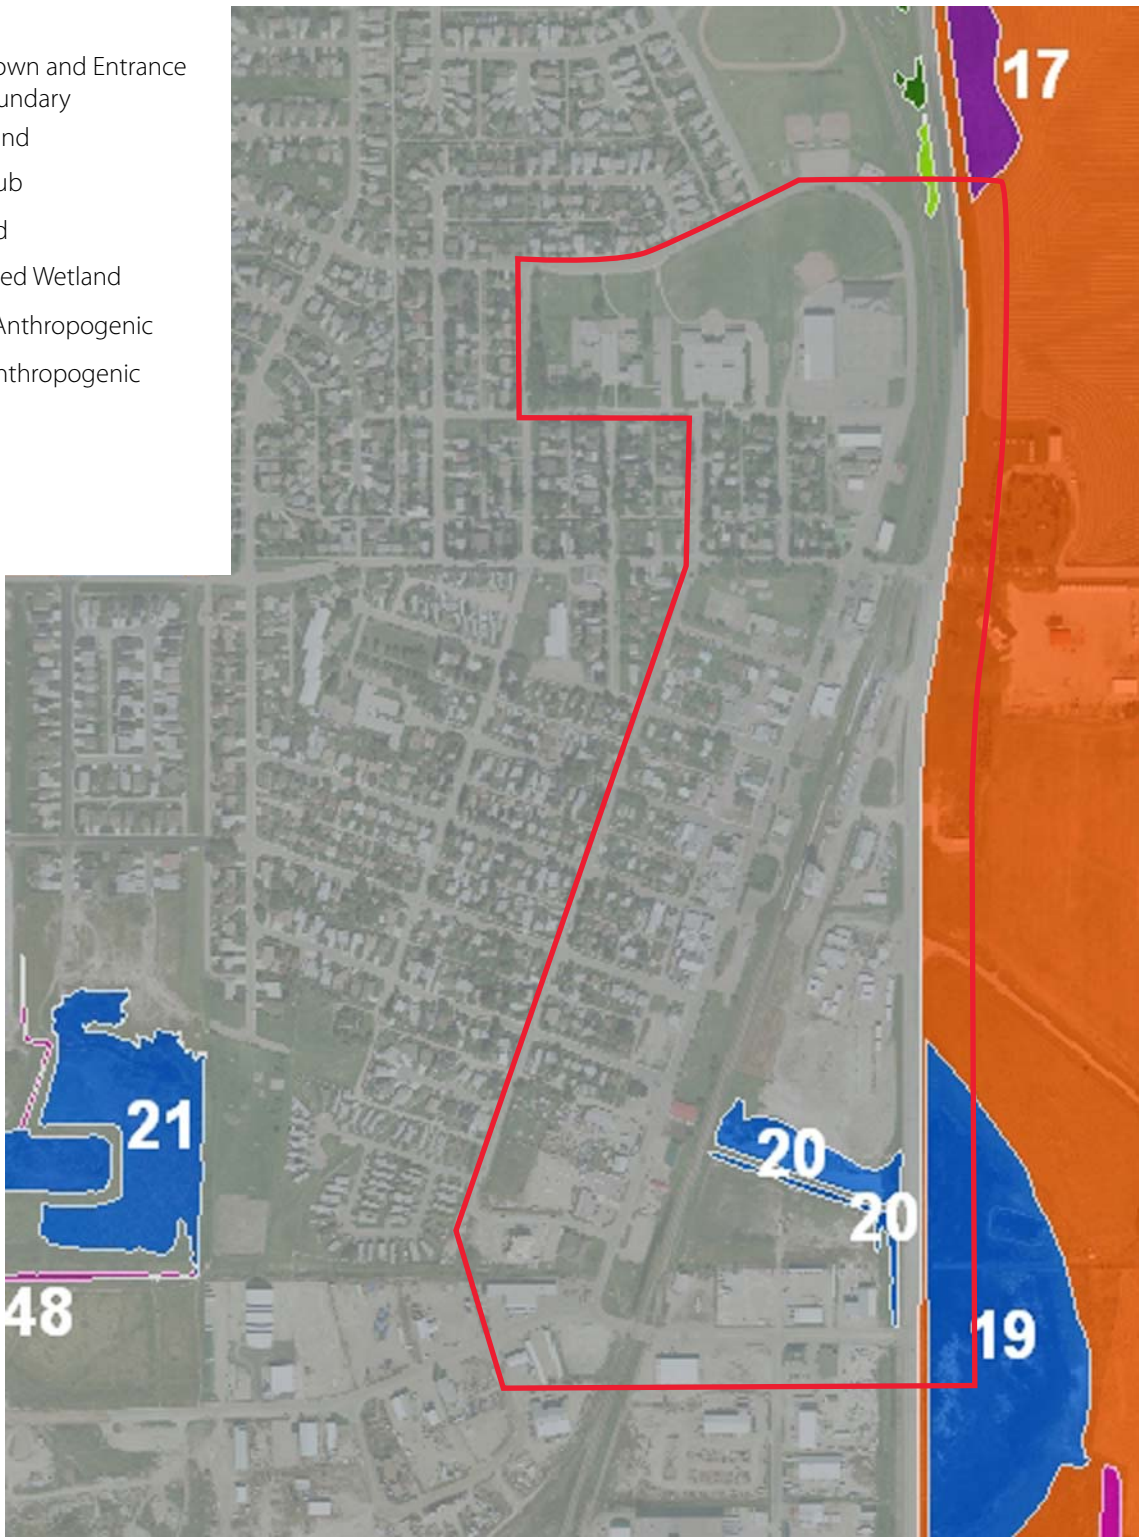 own and Entrance
undary
nd
ub
d
ed Wetland
Anthropogenic
nthropogenic
17
21
20
20
48
19